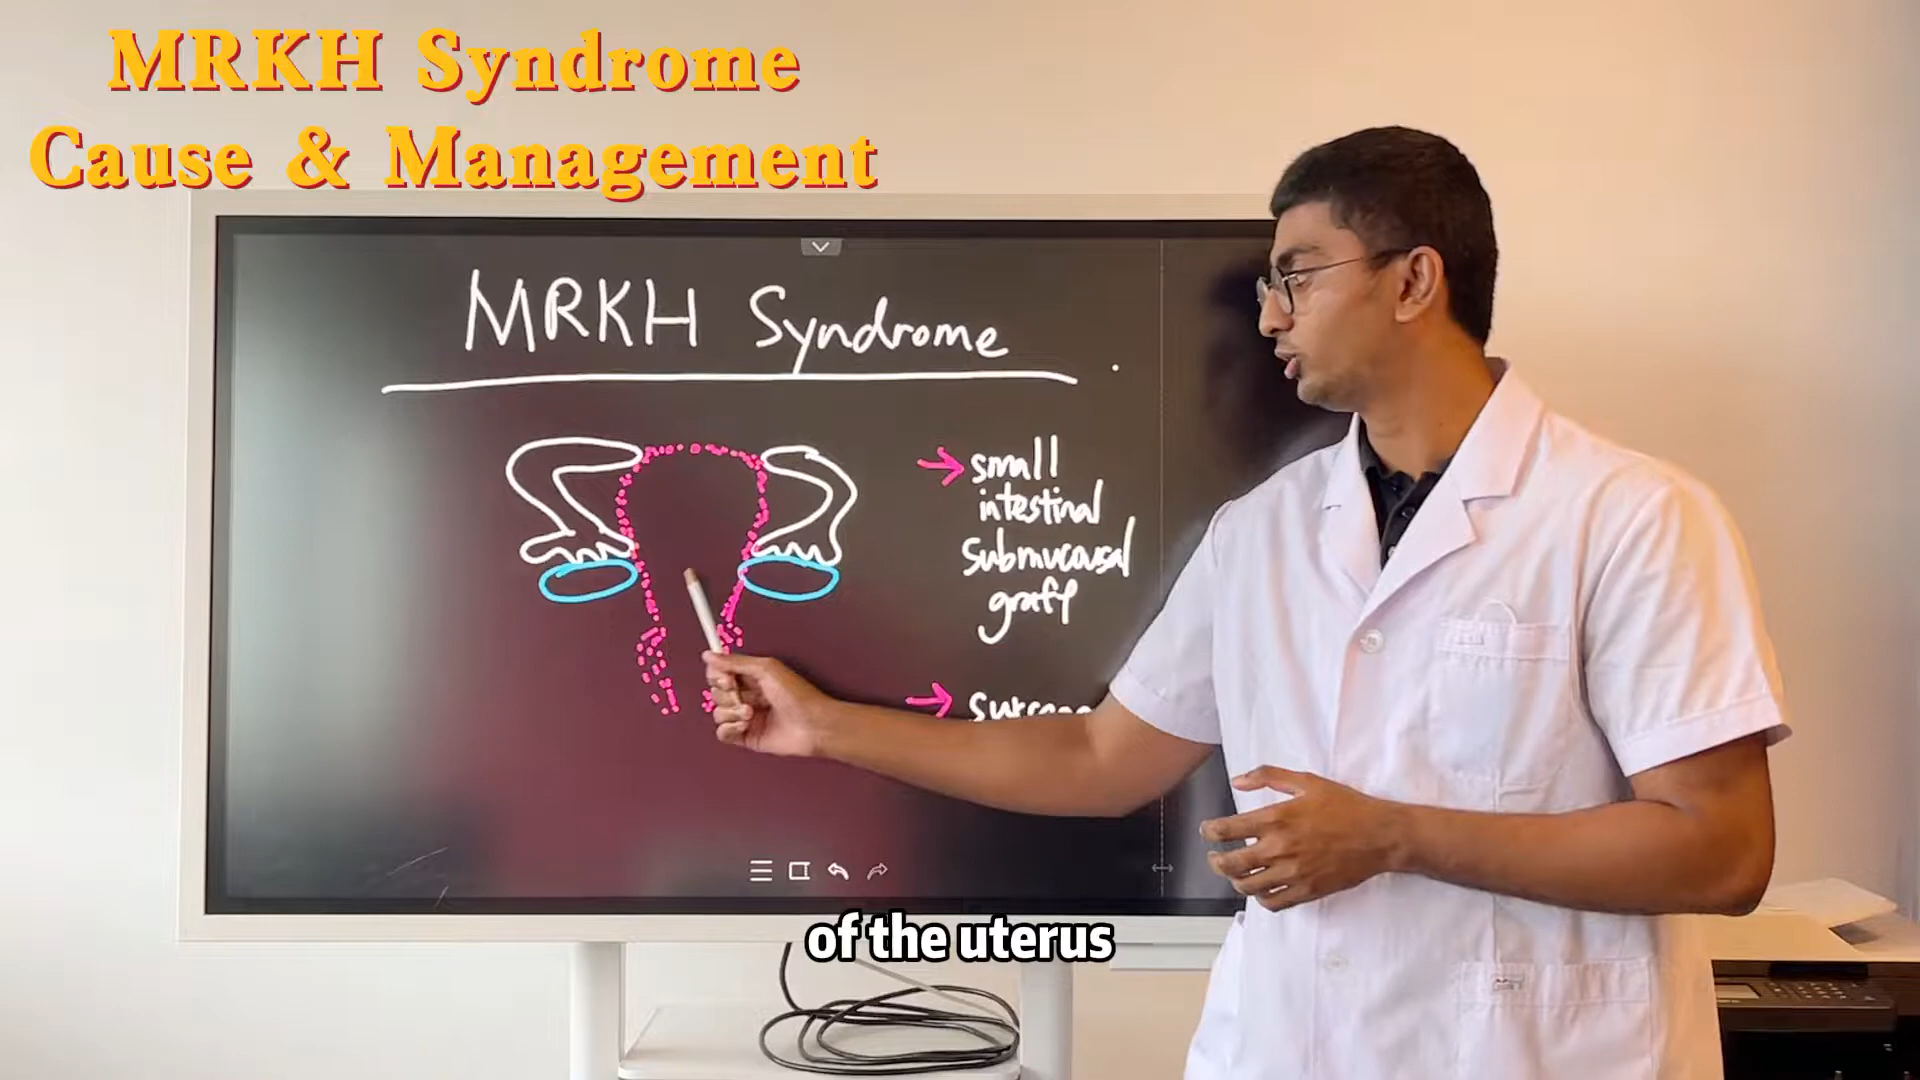 MRKH Syndrome
Cause & Management
MRKH Syndrome
→ small
intestinal
submucosal
graft
of the uterus